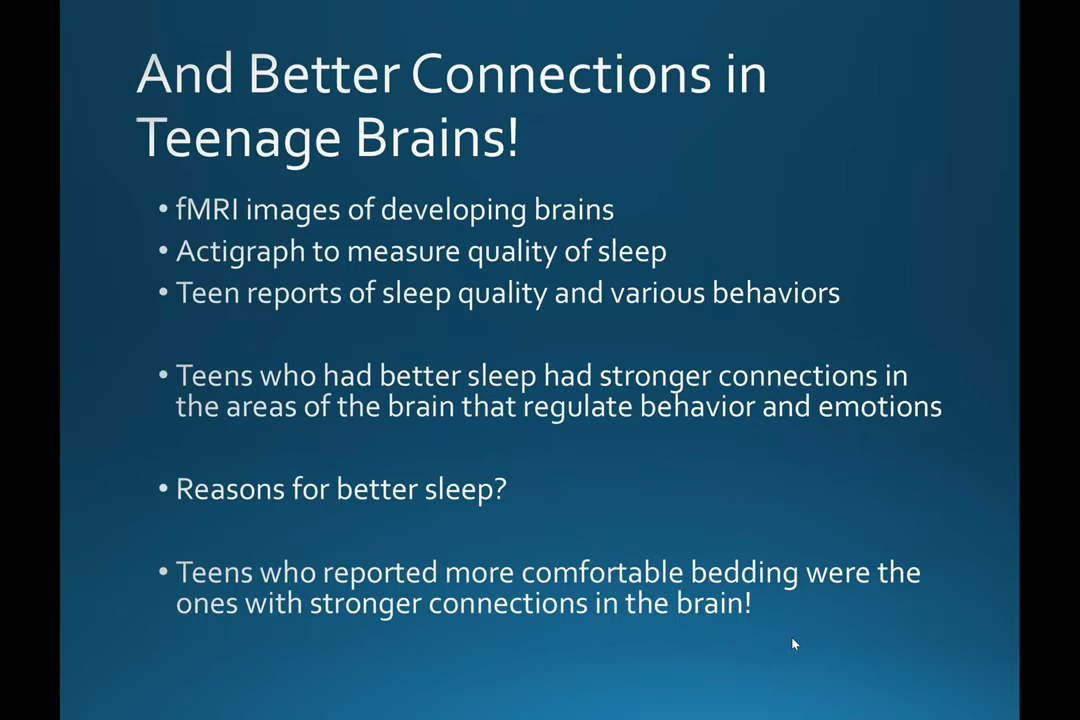 And Better Connections in
Teenage Brains!
• fMRI images of developing brains
• Actigraph to measure quality of sleep
• Teen reports of sleep quality and various behaviors
• Teens who had better sleep had stronger connections in
the areas of the brain that regulate behavior and emotions
• Reasons for better sleep?
• Teens who reported more comfortable bedding were the
ones with stronger connections in the brain!